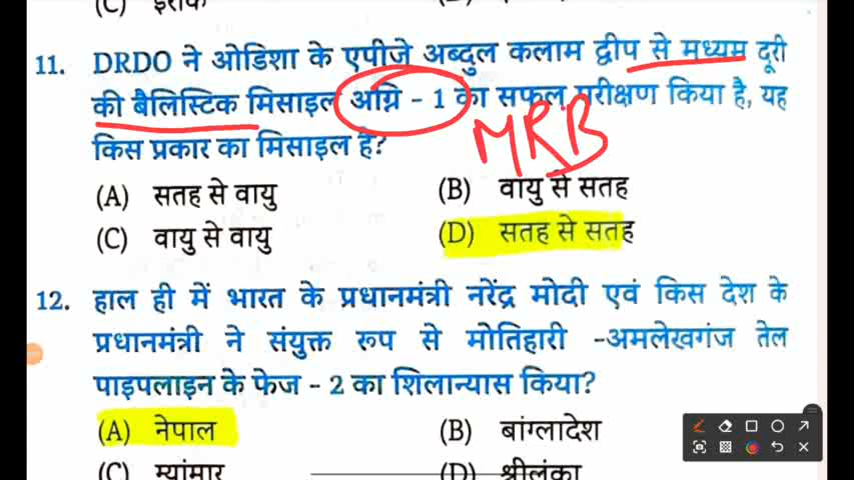 (C) इराक
11. DRDO ने ओडिशा के एपीजे अब्दुल कलाम द्वीप से मध्यम दूरी
की बैलिस्टिक मिसाइल अग्नि - 1 का सफल परीक्षण किया है, यह
MRB
किस प्रकार का मिसाइल है?
(A) सतह से वायु (B) वायु से सतह
(C) वायु से वायु (D) सतह से सतह
12. हाल ही में भारत के प्रधानमंत्री नरेंद्र मोदी एवं किस देश के
प्रधानमंत्री ने संयुक्त रूप से मोतिहारी -अमलेखगंज तेल
पाइपलाइन के फेज - 2 का शिलान्यास किया?
(A) नेपाल (B) बांग्लादेश
(C) म्यांमार (D) श्रीलंका